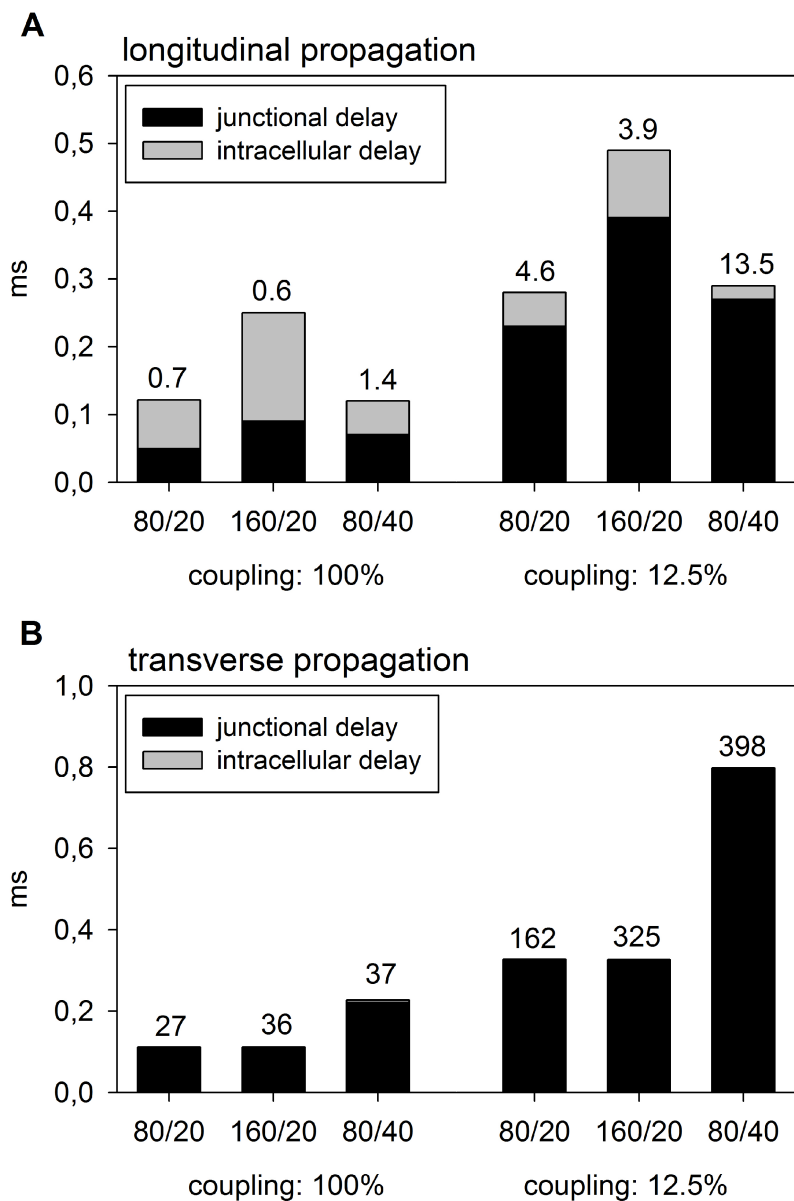 A
longitudinal propagation
0,6
0,5
0,4
0,3
0,2
0,1
0,0
ms
junctional delay
intracellular delay
0.7
0.6
1.4
4.6
3.9
13.5
80/20 160/20 80/40 80/20 160/20 80/40
coupling: 100% coupling: 12.5%
B
transverse propagation
1,0
0,8
0,6
0,4
0,2
0,0
ms
junctional delay
intracellular delay
27
36
37
162
325
398
80/20 160/20 80/40 80/20 160/20 80/40
coupling: 100% coupling: 12.5%